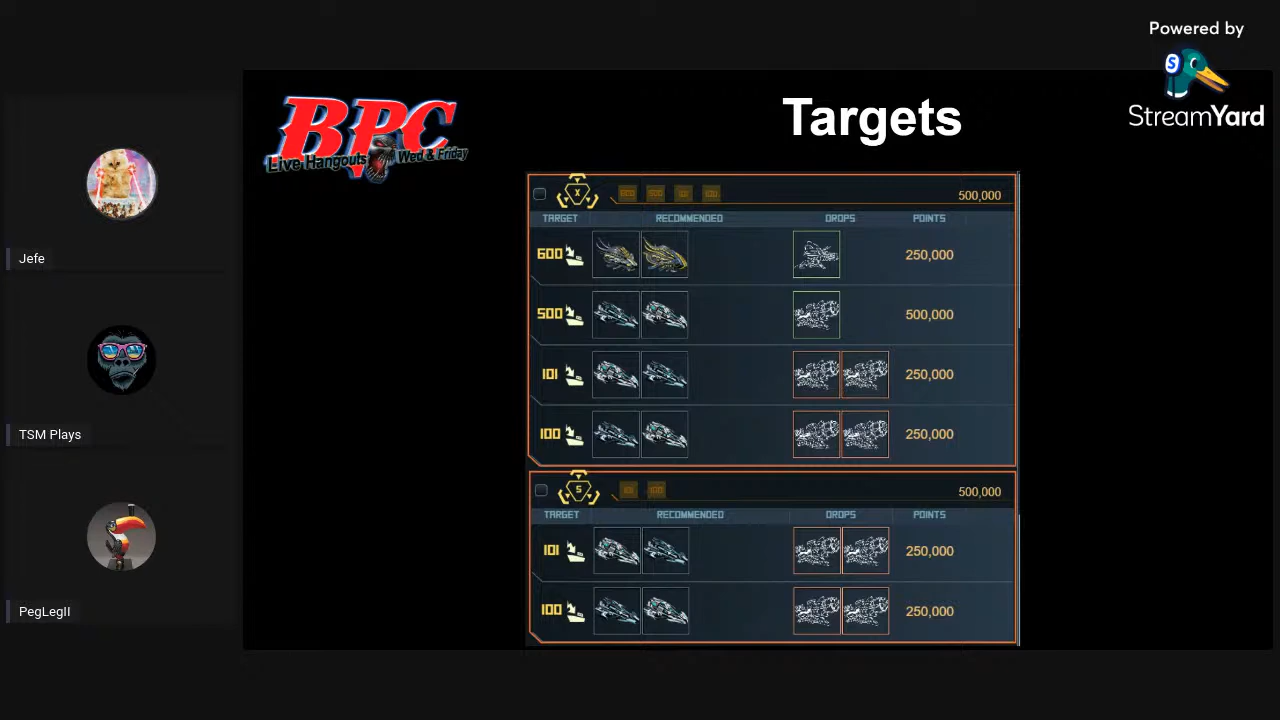 Powered by
StreamYard
BPC
Live Hangouts Wed & Friday
Targets
Jefe
TSM Plays
PegLegII
X 500,000
TARGET RECOMMENDED DROPS POINTS
600 250,000
500 500,000
101 250,000
100 250,000
S 500,000
TARGET RECOMMENDED DROPS POINTS
101 250,000
100 250,000